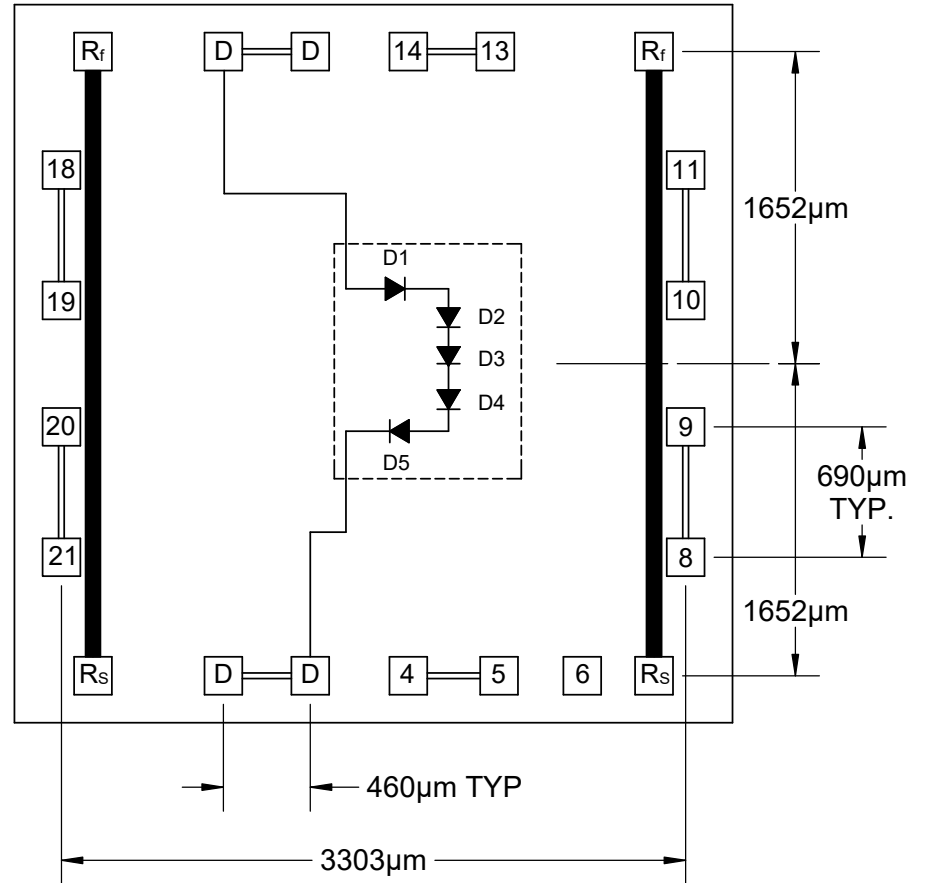 Rf D D 14 13 Rf
18 11
1652µm
D1
19 10
D2
D3
D4
20 9
D5
690µm
TYP.
21 8
1652µm
Rs D D 4 5 6 Rs
460µm TYP
3303µm